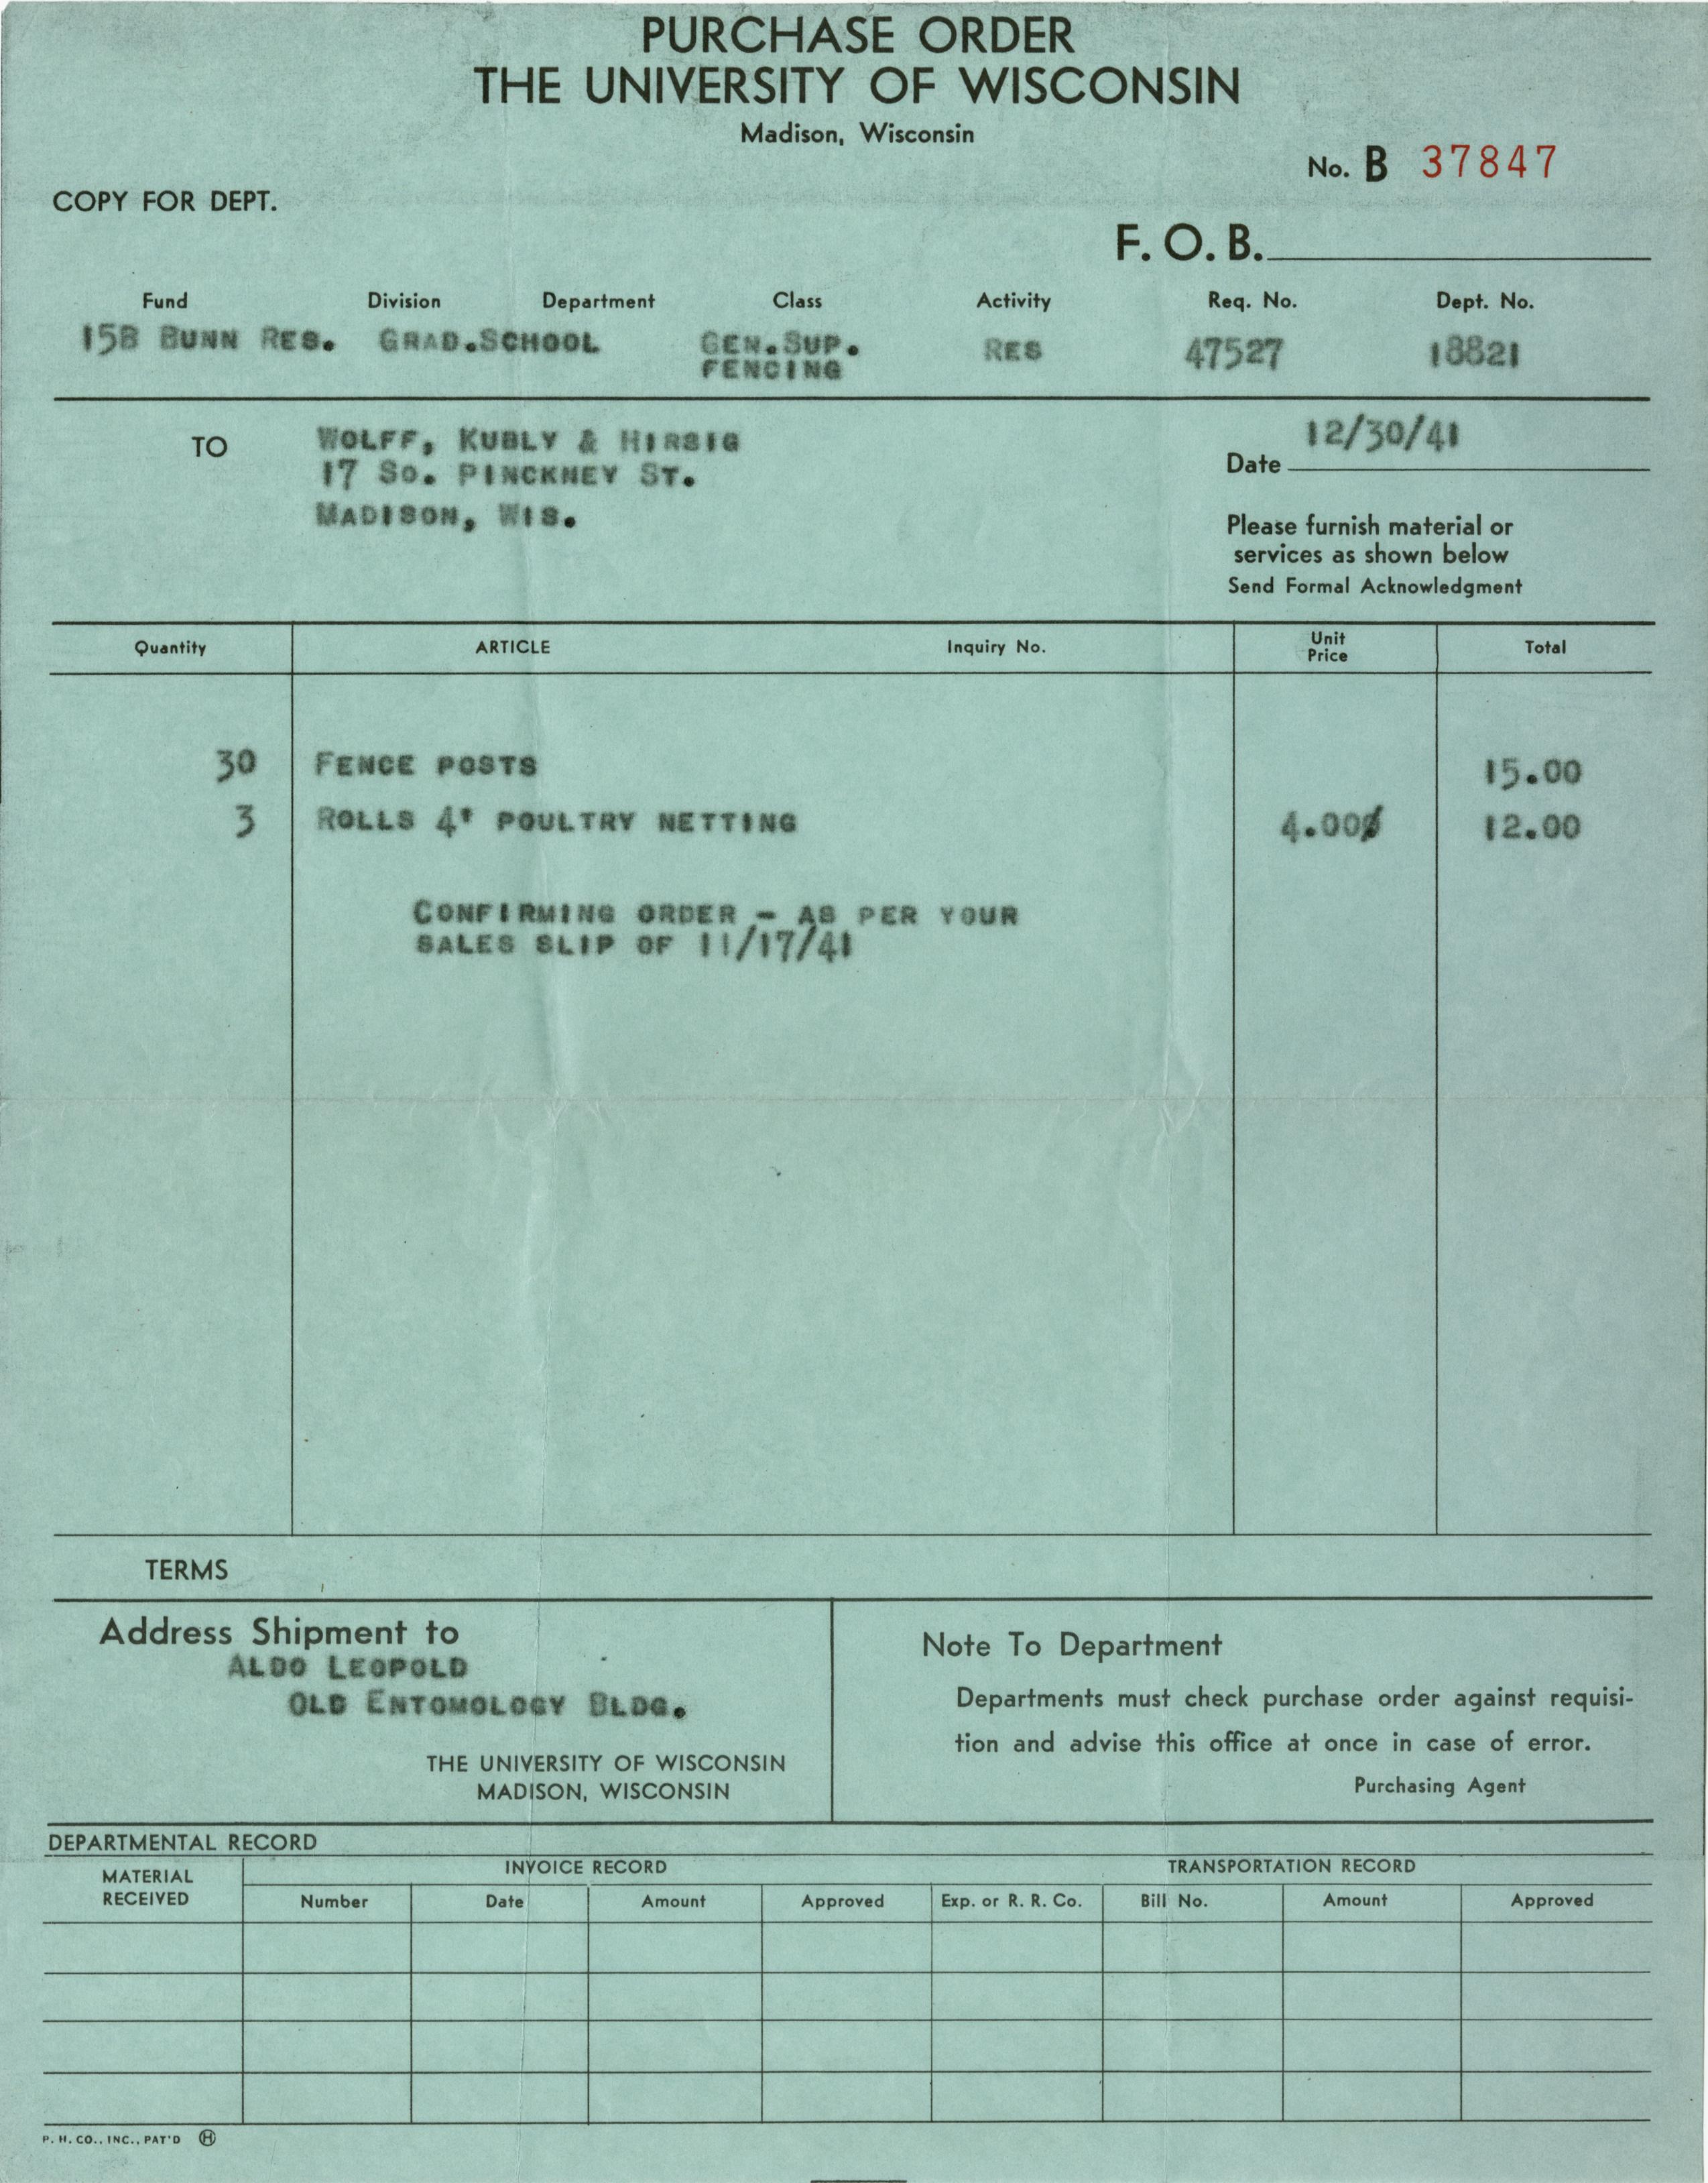 PURCHASE ORDER
THE UNIVERSITY OF WISCONSIN
Madison, Wisconsin
No. B 37847
COPY FOR DEPT.
F. O. B.
Fund Division Department Class Activity Req. No. Dept. No.
15B BUNN RES. GRAD.SCHOOL GEN.SUP. RES 47527 18821
FENCING
TO WOLFF, KUBLY & HIRSIG
17 SO. PINCKNEY ST.
MADISON, WIS.
12/30/41
Date
Please furnish material or
services as shown below
Send Formal Acknowledgment
Quantity ARTICLE Inquiry No. Unit Price Total
30 FENCE POSTS 15.00
3 ROLLS 4' POULTRY NETTING 4.00 12.00
CONFIRMING ORDER - AS PER YOUR
SALES SLIP OF 11/17/41
TERMS
Address Shipment to
ALDO LEOPOLD
OLD ENTOMOLOGY BLDG.
THE UNIVERSITY OF WISCONSIN
MADISON, WISCONSIN
Note To Department
Departments must check purchase order against requisi-
tion and advise this office at once in case of error.
Purchasing Agent
DEPARTMENTAL RECORD
MATERIAL
RECEIVED
INVOICE RECORD TRANSPORTATION RECORD
Number Date Amount Approved Exp. or R. R. Co. Bill No. Amount Approved
P. H. CO., INC., PAT'D H